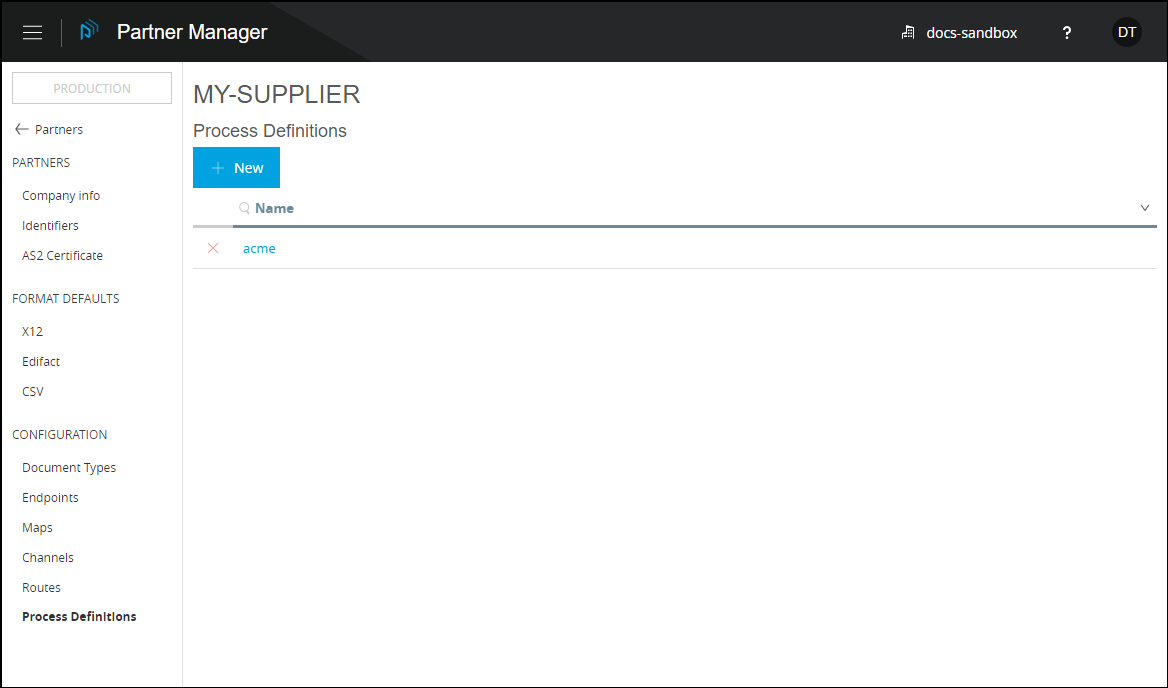 Partner Manager
docs-sandbox
?
DT
PRODUCTION
Partners
PARTNERS
Company info
Identifiers
AS2 Certificate
FORMAT DEFAULTS
X12
Edifact
CSV
CONFIGURATION
Document Types
Endpoints
Maps
Channels
Routes
Process Definitions
MY-SUPPLIER
Process Definitions
New
Name
acme